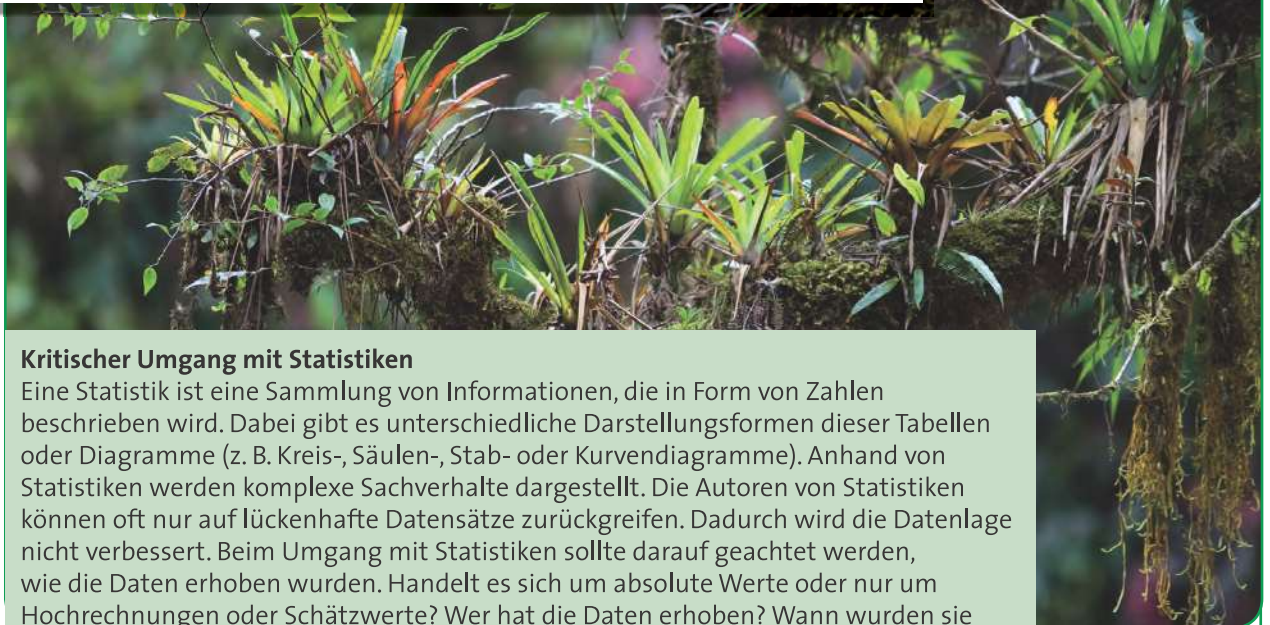 Kritischer Umgang mit Statistiken
Eine Statistik ist eine Sammlung von Informationen, die in Form von Zahlen
beschrieben wird. Dabei gibt es unterschiedliche Darstellungsformen dieser Tabellen
oder Diagramme (z. B. Kreis-, Säulen-, Stab- oder Kurvendiagramme). Anhand von
Statistiken werden komplexe Sachverhalte dargestellt. Die Autoren von Statistiken
können oft nur auf lückenhafte Datensätze zurückgreifen. Dadurch wird die Datenlage
nicht verbessert. Beim Umgang mit Statistiken sollte darauf geachtet werden,
wie die Daten erhoben wurden. Handelt es sich um absolute Werte oder nur um
Hochrechnungen oder Schätzwerte? Wer hat die Daten erhoben? Wann wurden sie